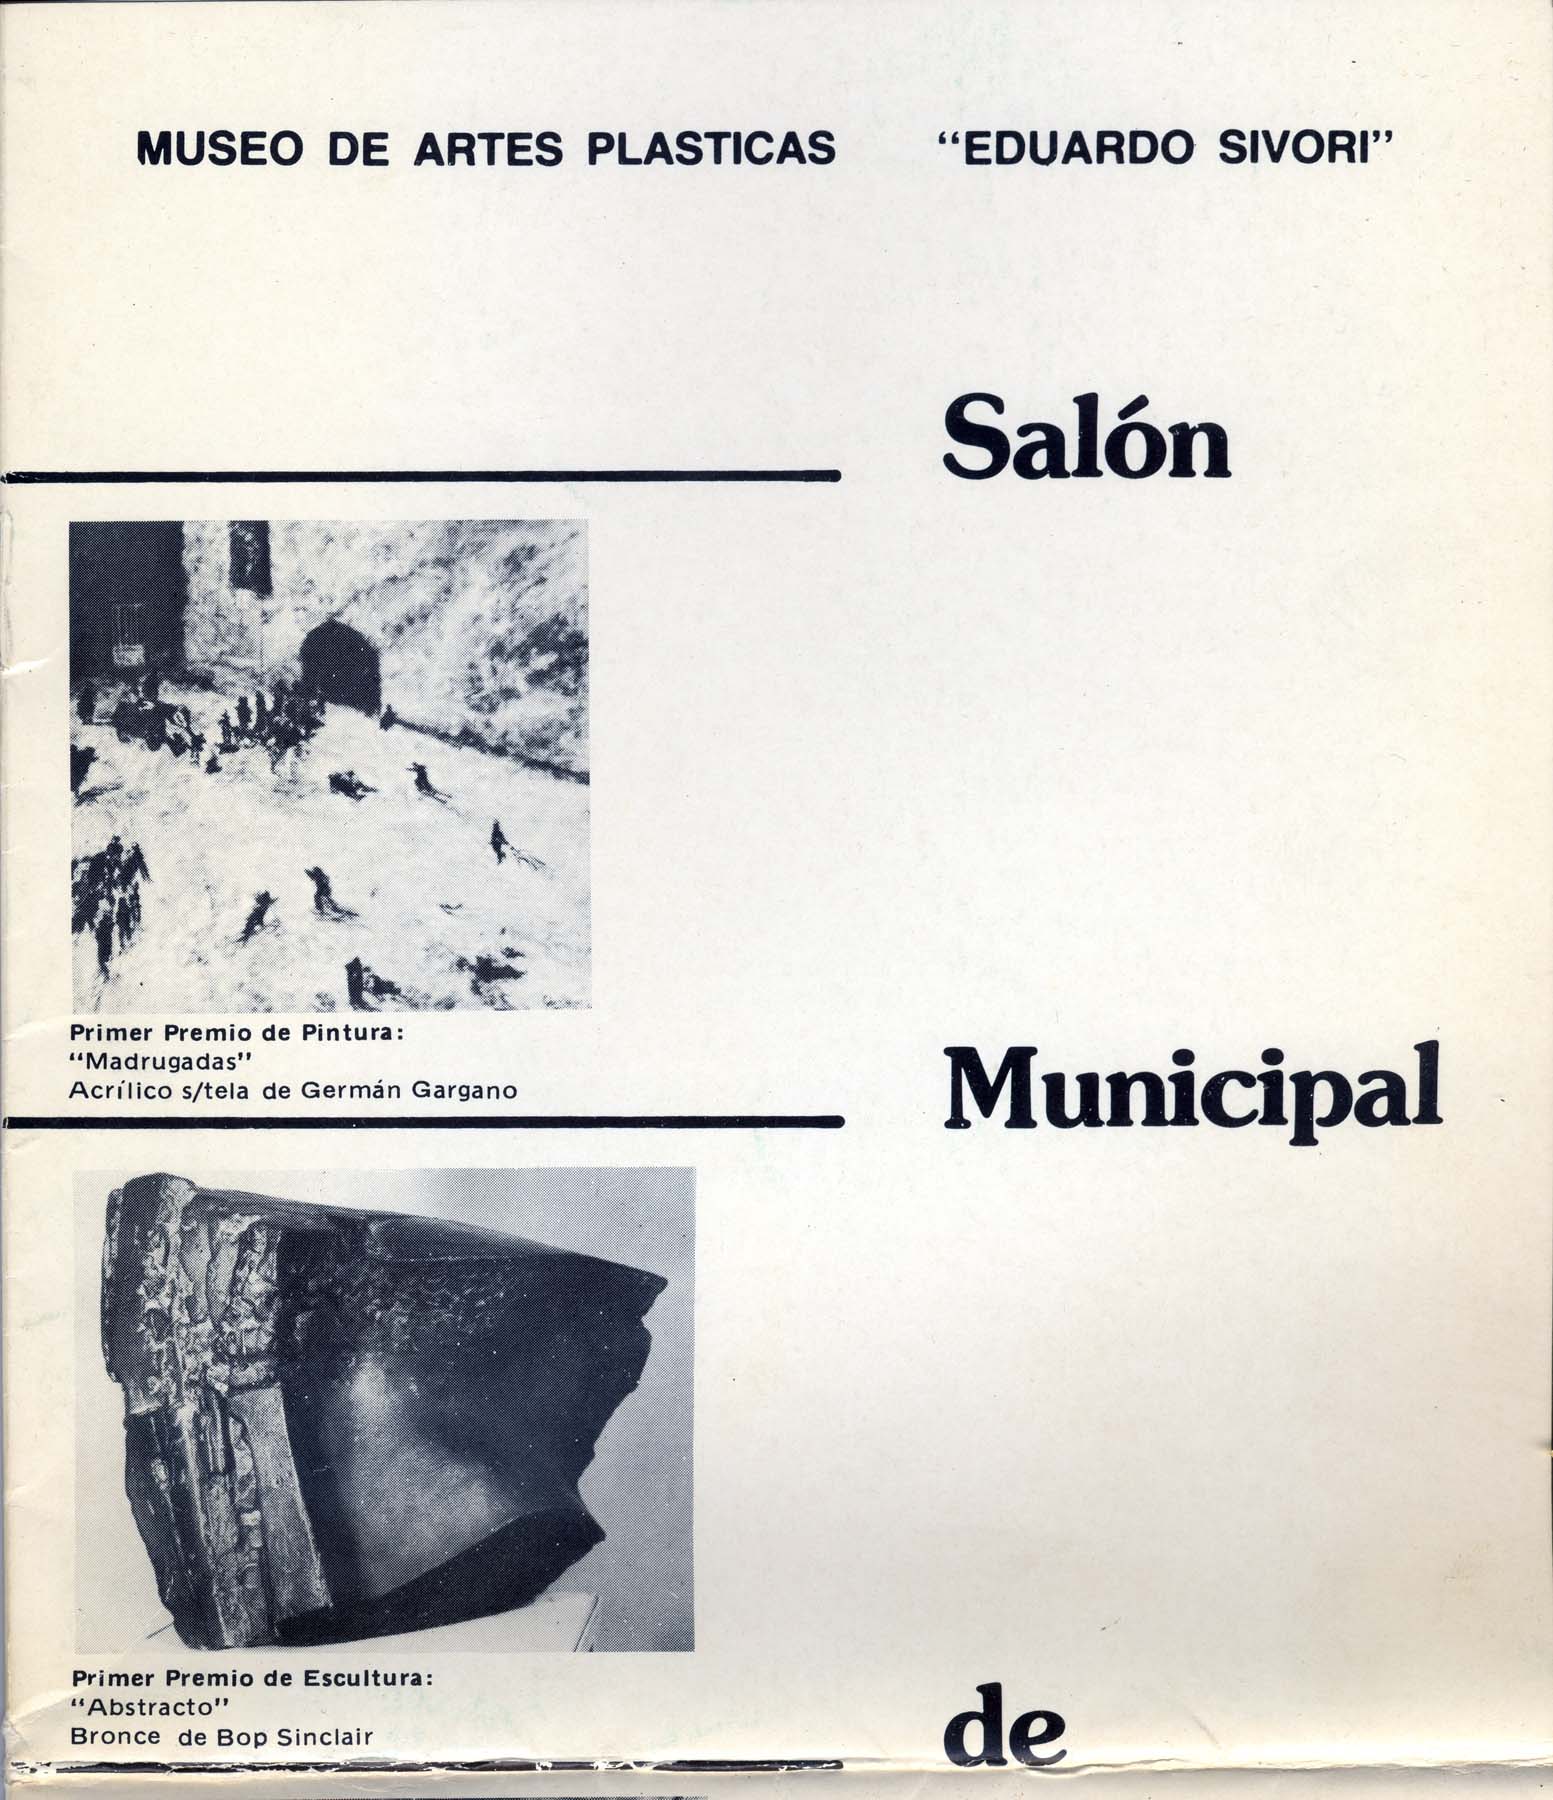 MUSEO DE ARTES PLASTICAS “EDUARDO SIVORI”
Salón
Primer Premio de Pintura:
“Madrugadas”
Acrílico s/tela de Germán Gargano
Municipal
Primer Premio de Escultura:
“Abstracto”
Bronce de Bop Sinclair
de